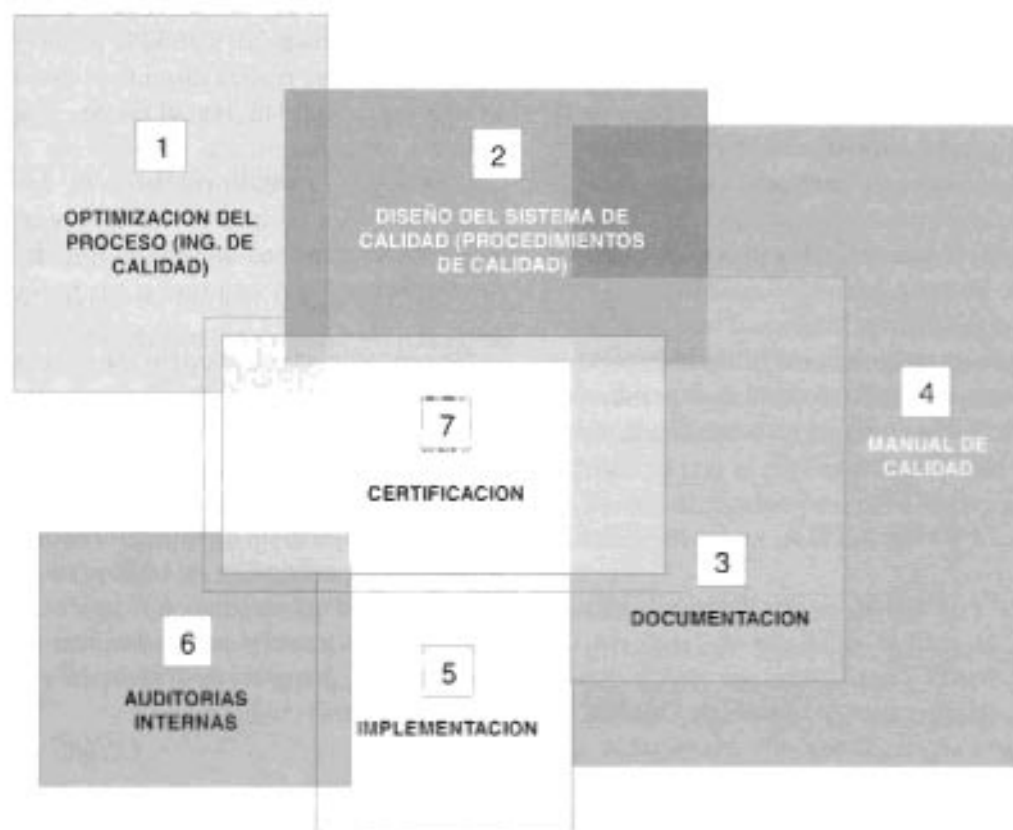 1
OPTIMIZACION DEL
PROCESO (ING. DE
CALIDAD)
2
DISEÑO DEL SISTEMA DE
CALIDAD (PROCEDIMIENTOS
DE CALIDAD)
3
DOCUMENTACION
4
MANUAL DE
CALIDAD
5
IMPLEMENTACION
6
AUDITORIAS
INTERNAS
7
CERTIFICACION